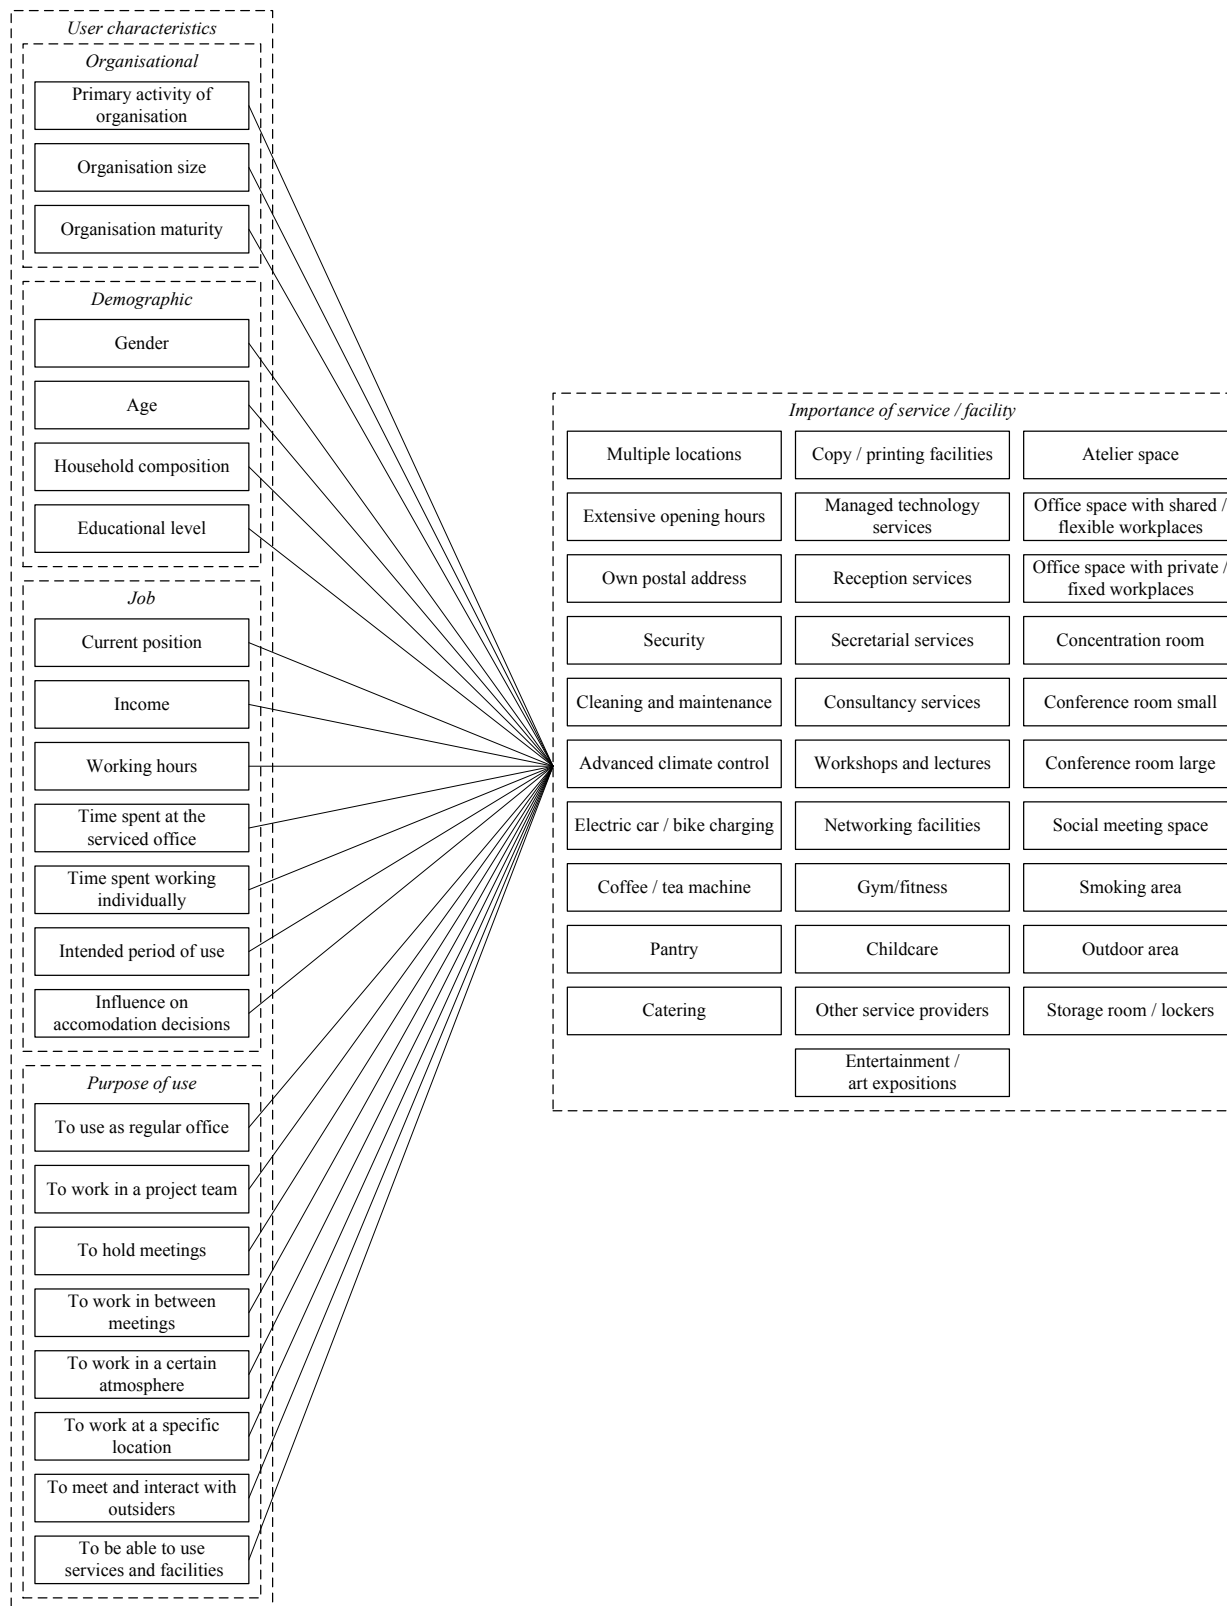 User characteristics
Organisational
Primary activity of
organisation
Organisation size
Organisation maturity
Demographic
Gender
Age
Household composition
Educational level
Job
Current position
Income
Working hours
Time spent at the
serviced office
Time spent working
individually
Intended period of use
Influence on
accomodation decisions
Purpose of use
To use as regular office
To work in a project team
To hold meetings
To work in between
meetings
To work in a certain
atmosphere
To work at a specific
location
To meet and interact with
outsiders
To be able to use
services and facilities
Importance of service / facility
Multiple locations
Extensive opening hours
Own postal address
Security
Cleaning and maintenance
Advanced climate control
Electric car / bike charging
Coffee / tea machine
Pantry
Catering
Copy / printing facilities
Managed technology
services
Reception services
Secretarial services
Consultancy services
Workshops and lectures
Networking facilities
Gym/fitness
Childcare
Other service providers
Entertainment /
art expositions
Atelier space
Office space with shared /
flexible workplaces
Office space with private /
fixed workplaces
Concentration room
Conference room small
Conference room large
Social meeting space
Smoking area
Outdoor area
Storage room / lockers